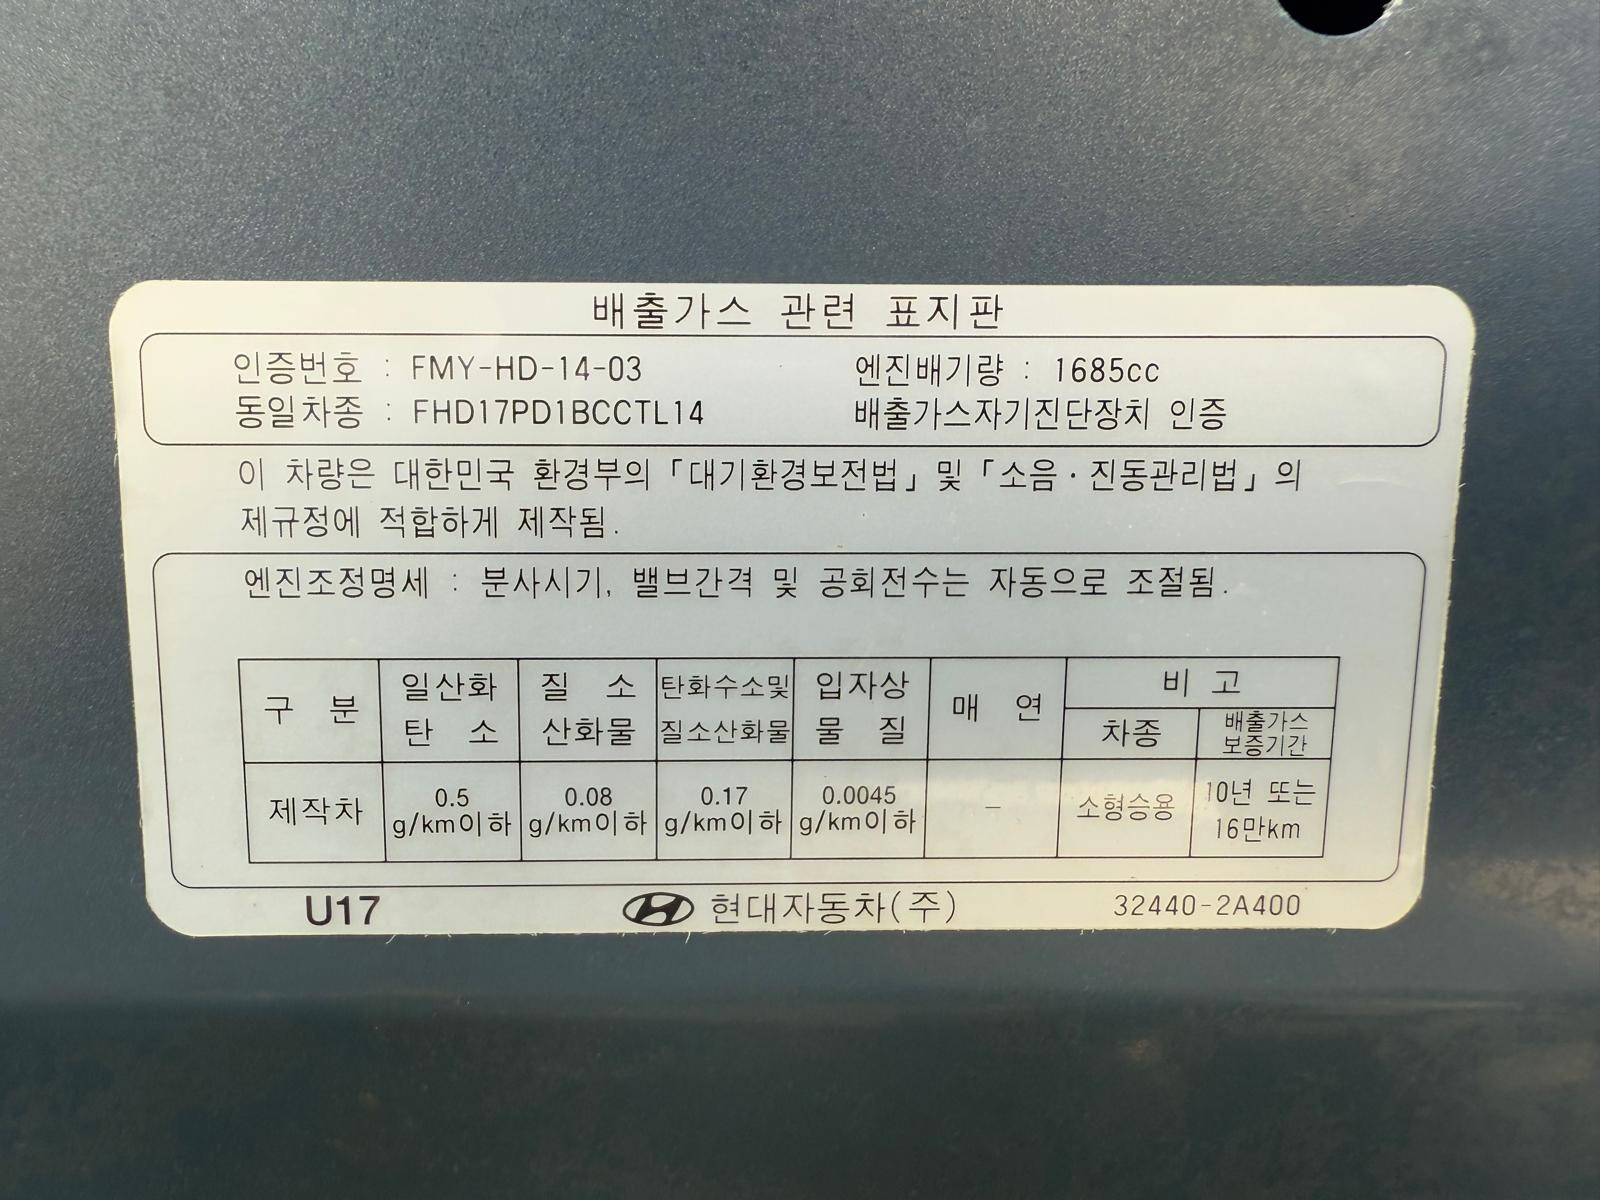 배출가스 관련 표지판
인증번호 : FMY-HD-14-03 엔진배기량 : 1685cc
동일차종 : FHD17PD1BCCTL14 배출가스자기진단장치 인증
이 차량은 대한민국 환경부의 「대기환경보전법」 및 「소음·진동관리법」의
제규정에 적합하게 제작됨.
엔진조정명세 : 분사시기, 밸브간격 및 공회전수는 자동으로 조절됨.
구 분 일산화 탄 소 질 소 산화물 탄화수소및 질소산화물 입자상 물 질 매 연 비 고
차종 배출가스 보증기간
제작차 0.5 g/km이하 0.08 g/km이하 0.17 g/km이하 0.0045 g/km이하 - 소형승용 10년 또는 16만km
U17 현대자동차(주) 32440-2A400